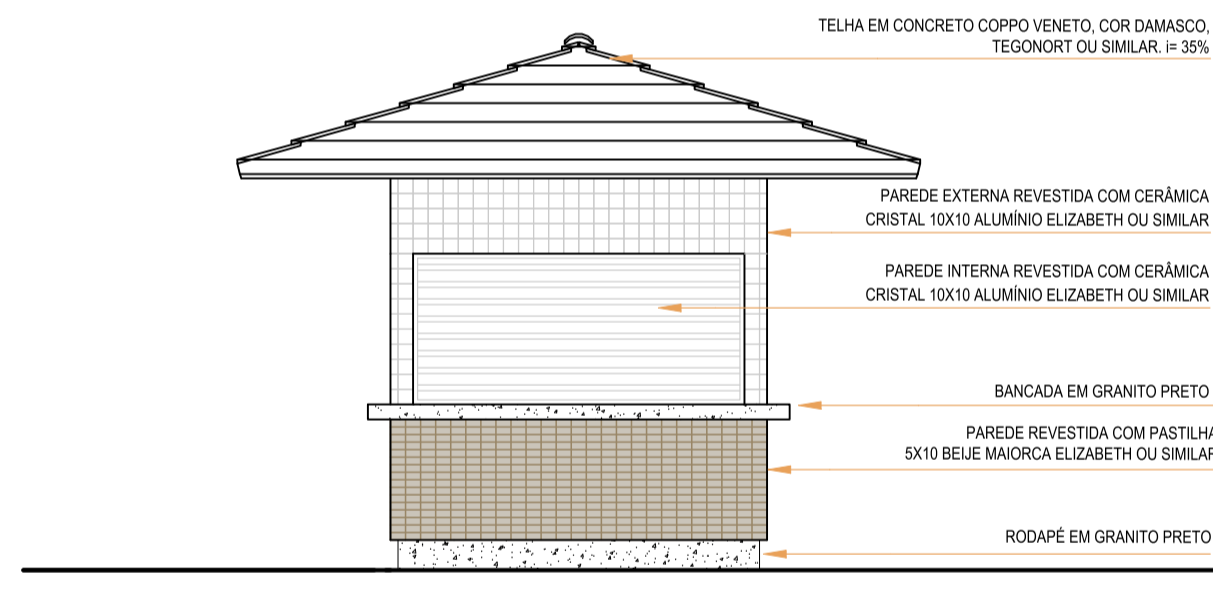 TELHA EM CONCRETO COPPO VENETO, COR DAMASCO,
TEGONORT OU SIMILAR. i= 35%
PAREDE EXTERNA REVESTIDA COM CERÂMICA
CRISTAL 10X10 ALUMÍNIO ELIZABETH OU SIMILAR
PAREDE INTERNA REVESTIDA COM CERÂMICA
CRISTAL 10X10 ALUMÍNIO ELIZABETH OU SIMILAR
BANCADA EM GRANITO PRETO
PAREDE REVESTIDA COM PASTILHA
5X10 BEIJE MAIORCA ELIZABETH OU SIMILAR
RODAPÉ EM GRANITO PRETO